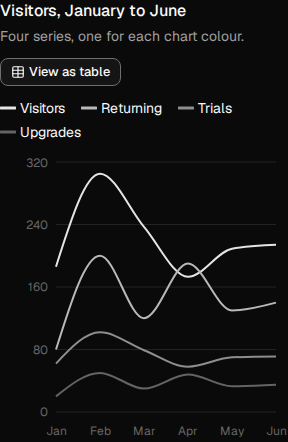 Visitors, January to June
Four series, one for each chart colour.
View as table
Visitors Returning Trials
Upgrades
320
240
160
80
0
Jan Feb Mar Apr May Jun